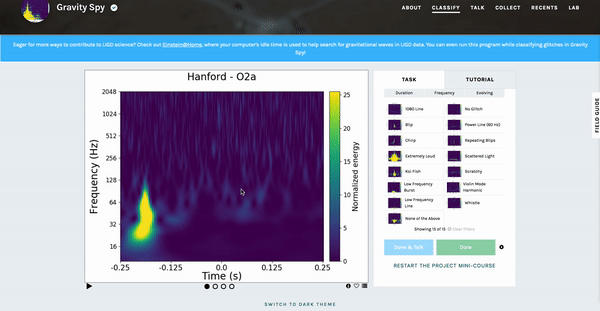 Gravity Spy
ABOUT CLASSIFY TALK COLLECT RECENTS LAB
Eager for more ways to contribute to LIGO science? Check out Einstein@Home, where your computer's idle time is used to help search for gravitational waves in LIGO data. You can even run this program while classifying glitches in Gravity
Spy!
Hanford - O2a
Frequency (Hz)
2048
1024
512
256
128
64
32
16
-0.25 -0.125 0.0 0.125 0.25
Time (s)
25
20
15
10
5
0
Normalized energy
TASK TUTORIAL
Duration Frequency Evolving
1080 Line No Glitch
Blip Power Line (60 Hz)
Chirp Repeating Blips
Extremely Loud Scattered Light
Koi Fish Scratchy
Low Frequency Violin Mode
Burst Harmonic
Low Frequency Whistle
Line
None of the Above
Showing 15 of 15 Clear filters
Done & Talk Done
RESTART THE PROJECT MINI-COURSE
FIELD GUIDE
SWITCH TO DARK THEME